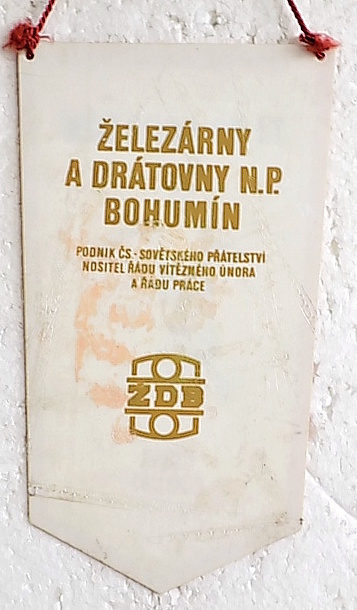 ŽELEZÁRNY
A DRÁTOVNY N.P.
BOHUMÍN
PODNIK ČS - SOVĚTSKÉHO PŘÁTELSTVÍ
NOSITEL ŘÁDU VÍTĚZNÉHO ÚNORA
A ŘÁDU PRÁCE
ŽDB